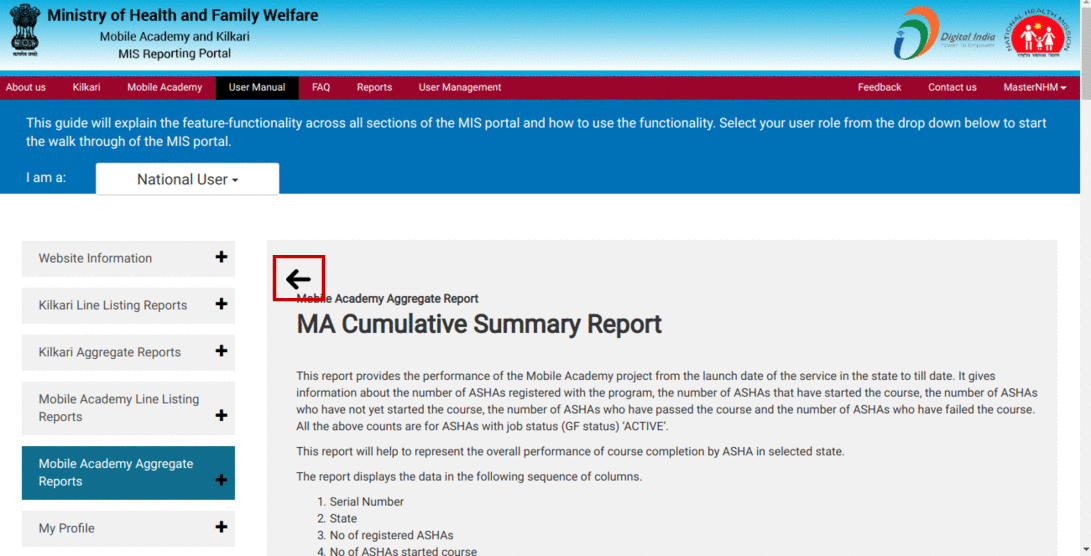 Ministry of Health and Family Welfare
Mobile Academy and Kilkari
MIS Reporting Portal
Digital India
Power To Empower
NATIONAL HEALTH MISSION
About us Kilkari Mobile Academy User Manual FAQ Reports User Management Feedback Contact us MasterNHM
This guide will explain the feature-functionality across all sections of the MIS portal and how to use the functionality. Select your user role from the drop down below to start
the walk through of the MIS portal.
I am a: National User
Website Information
Kilkari Line Listing Reports
Kilkari Aggregate Reports
Mobile Academy Line Listing
Reports
Mobile Academy Aggregate
Reports
My Profile
Mobile Academy Aggregate Report
MA Cumulative Summary Report
This report provides the performance of the Mobile Academy project from the launch date of the service in the state to till date. It gives
information about the number of ASHAs registered with the program, the number of ASHAs that have started the course, the number of ASHAs
who have not yet started the course, the number of ASHAs who have passed the course and the number of ASHAs who have failed the course.
All the above counts are for ASHAs with job status (GF status) ‘ACTIVE’.
This report will help to represent the overall performance of course completion by ASHA in selected state.
The report displays the data in the following sequence of columns.
1. Serial Number
2. State
3. No of registered ASHAs
4. No of ASHAs started course